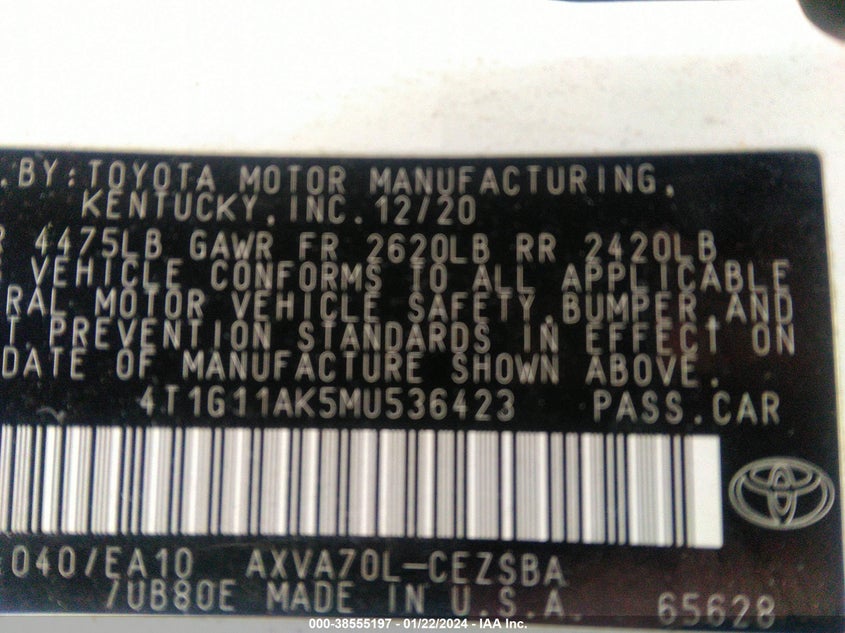 .BY:TOYOTA MOTOR MANUFACTURING,
KENTUCKY,INC.12/20
R 4475LB GAWR FR 2620LB RR 2420LB
VEHICLE CONFORMS TO ALL APPLICABLE
RAL MOTOR VEHICLE SAFETY,BUMPER,AND
T PREVENTION STANDARDS IN EFFECT ON
DATE OF MANUFACTURE SHOWN ABOVE.
4T1G11AK5MU536423 PASS.CAR
040/EA10 AXVA70L-CEZSBA
7UB80E MADE IN U.S.A. 65628
000-38555197 - 01/22/2024 - IAA Inc.